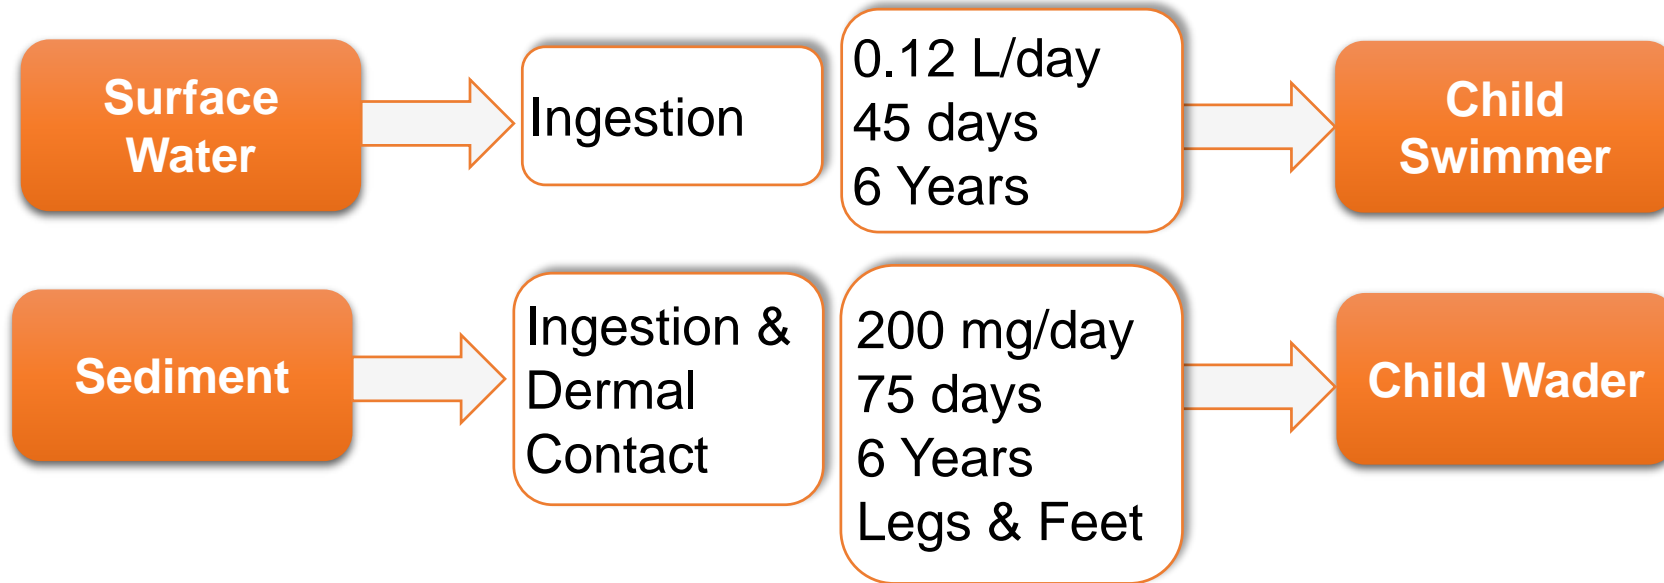 Surface
Water
Ingestion
0.12 L/day
45 days
6 Years
Child
Swimmer
Sediment
Ingestion &
Dermal
Contact
200 mg/day
75 days
6 Years
Legs & Feet
Child Wader